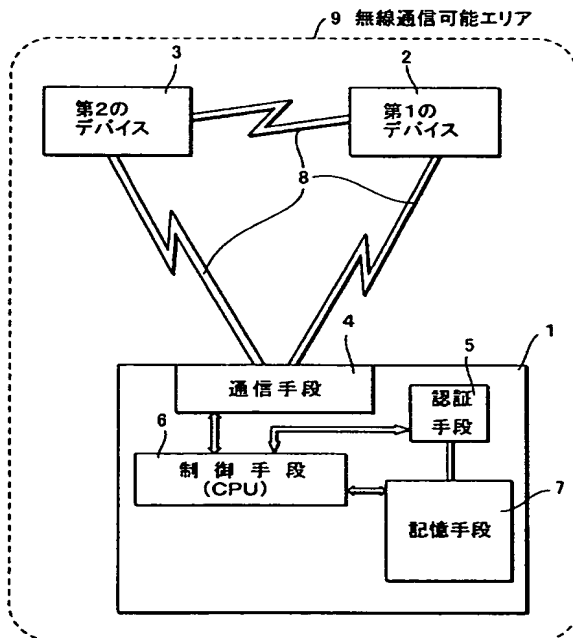 9 無線通信可能エリア
3
2
第2の
デバイス
第1の
デバイス
8
1
4
5
通信手段
認証
手段
6
制御手段
(CPU)
7
記憶手段